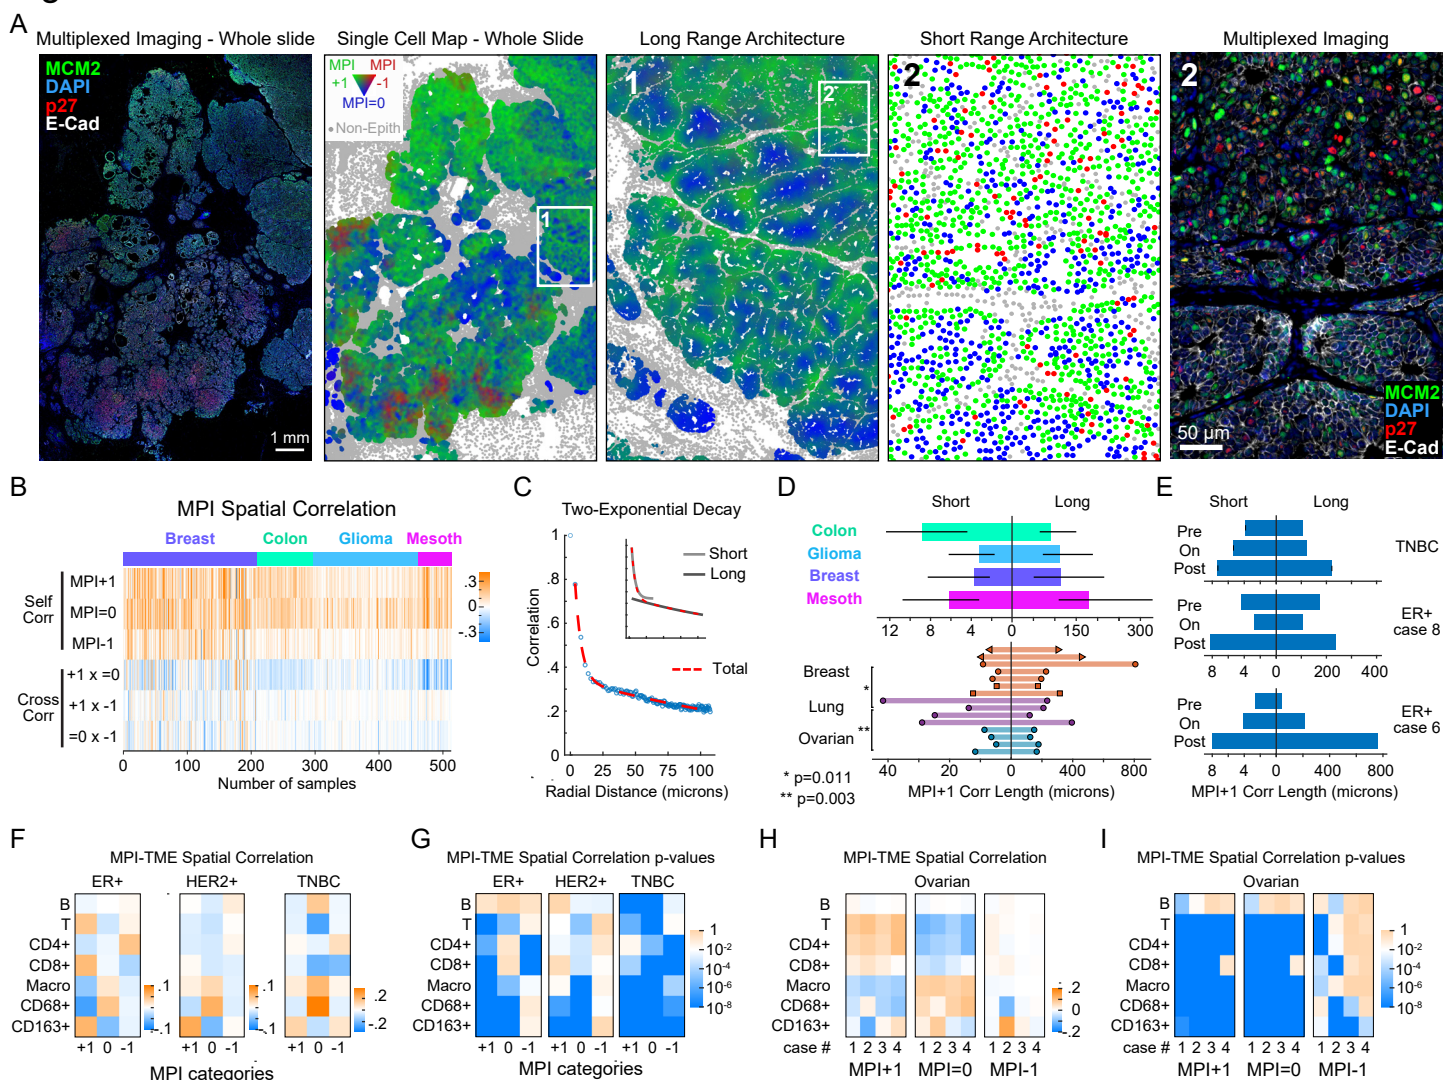 A
Multiplexed Imaging - Whole slide
Single Cell Map - Whole Slide
Long Range Architecture
Short Range Architecture
Multiplexed Imaging
MCM2
DAPI
p27
E-Cad
1 mm
MPI MPI
+1 -1
MPI=0
Non-Epith
1
1
2
2
2
MCM2
DAPI
p27
E-Cad
50 µm
B
MPI Spatial Correlation
Breast Colon Glioma Mesoth
Self Corr
MPI+1
MPI=0
MPI-1
Cross Corr
+1 x =0
+1 x -1
=0 x -1
.3
0
-.3
0 100 200 300 400 500
Number of samples
C
Two-Exponential Decay
Correlation
1
.8
.6
.4
.2
0
Short
Long
Total
0 25 50 75 100
Radial Distance (microns)
D
Short Long
Colon
Glioma
Breast
Mesoth
12 8 4 0 150 300
Breast
Lung
Ovarian
*
**
* p=0.011
** p=0.003
40 20 0 400 800
MPI+1 Corr Length (microns)
E
Short Long
Pre
On
Post
TNBC
8 6 4 2 0 200 400
Pre
On
Post
ER+
case 8
8 6 4 2 0 200 400
Pre
On
Post
ER+
case 6
8 6 4 2 0 200 400 600 800
MPI+1 Corr Length (microns)
F
MPI-TME Spatial Correlation
ER+ HER2+ TNBC
B
T
CD4+
CD8+
Macro
CD68+
CD163+
.1
-.1
.1
-.1
.2
-.2
+1 0 -1 +1 0 -1 +1 0 -1
MPI categories
G
MPI-TME Spatial Correlation p-values
ER+ HER2+ TNBC
B
T
CD4+
CD8+
Macro
CD68+
CD163+
1
10-2
10-4
10-6
10-8
+1 0 -1 +1 0 -1 +1 0 -1
MPI categories
H
MPI-TME Spatial Correlation
Ovarian
B
T
CD4+
CD8+
Macro
CD68+
CD163+
.2
0
.2
case # 1 2 3 4 1 2 3 4 1 2 3 4
MPI+1 MPI=0 MPI-1
I
MPI-TME Spatial Correlation p-values
Ovarian
B
T
CD4+
CD8+
Macro
CD68+
CD163+
1
10-2
10-4
10-6
10-8
case # 1 2 3 4 1 2 3 4 1 2 3 4
MPI+1 MPI=0 MPI-1